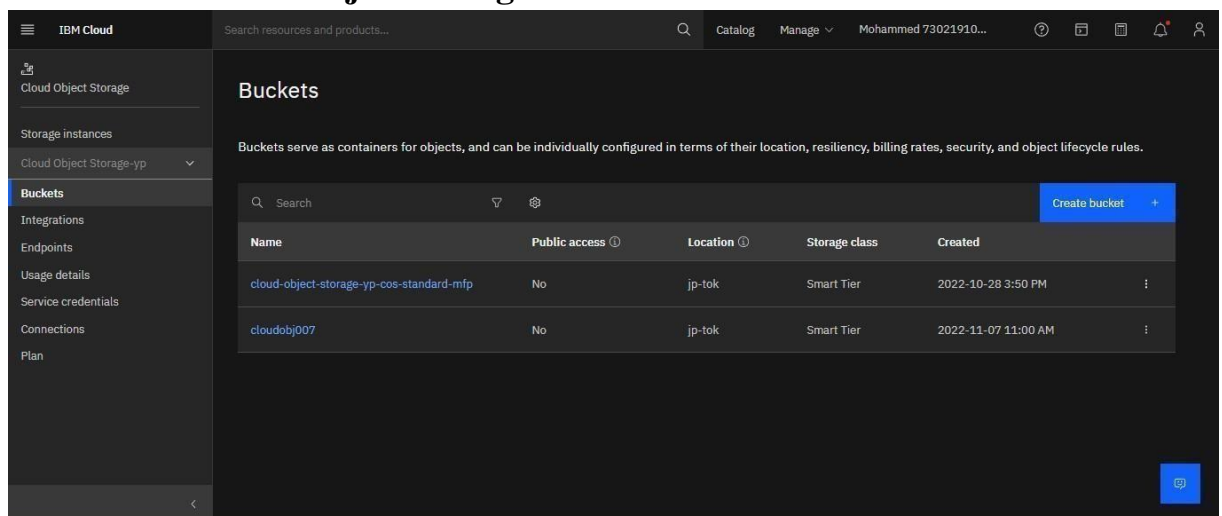 IBM Cloud
Search resources and products...
Catalog
Manage
Mohammed 73021910...
Cloud Object Storage
Storage instances
Cloud Object Storage-yp
Buckets
Integrations
Endpoints
Usage details
Service credentials
Connections
Plan
Buckets
Buckets serve as containers for objects, and can be individually configured in terms of their location, resiliency, billing rates, security, and object lifecycle rules.
Search
Create bucket +
Name Public access Location Storage class Created
cloud-object-storage-yp-cos-standard-mfp No jp-tok Smart Tier 2022-10-28 3:50 PM
cloudobj007 No jp-tok Smart Tier 2022-11-07 11:00 AM